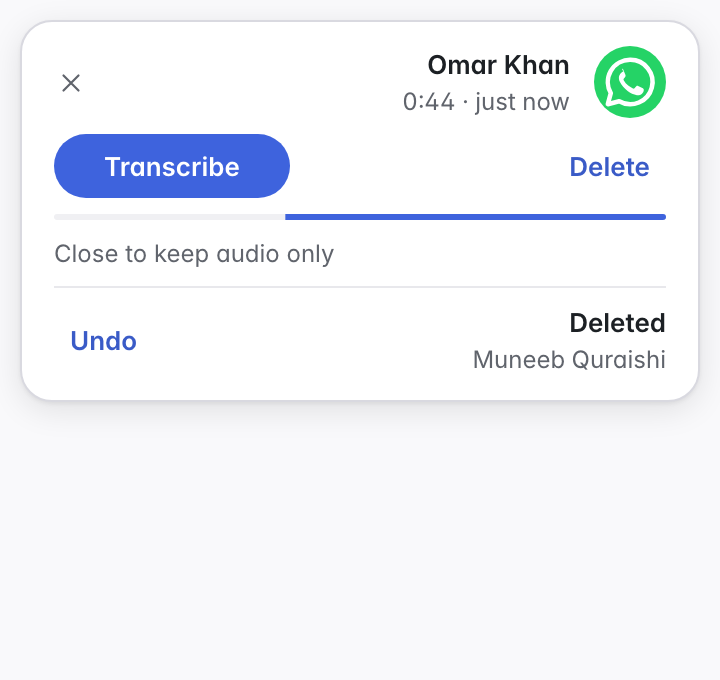 Omar Khan
0:44 · just now
Transcribe
Delete
Close to keep audio only
Deleted
Muneeb Quraishi
Undo